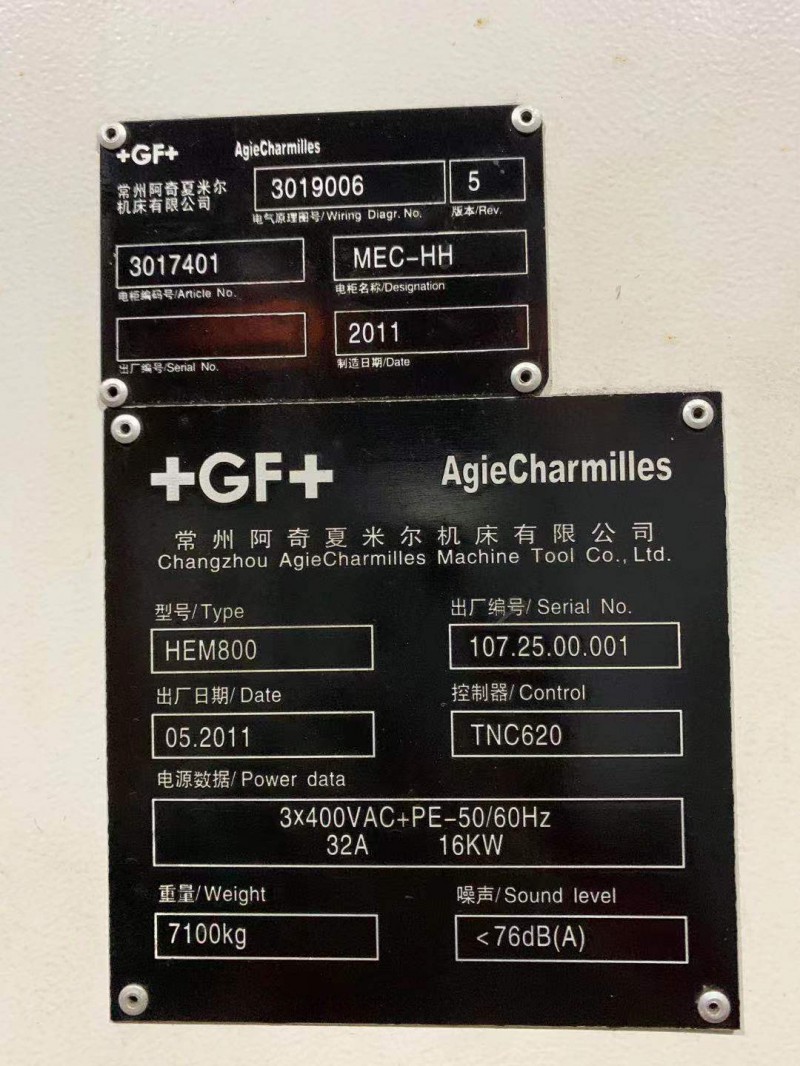 +GF+ AgieCharmilles
常州阿奇夏米尔
机床有限公司
3019006 5
电气原理图号/Wiring Diagr. No. 版本/Rev.
3017401 MEC-HH
电柜编码号/Article No. 电柜名称/Designation
2011
出厂编号/Serial No. 制造日期/Date
+GF+ AgieCharmilles
常州阿奇夏米尔机床有限公司
Changzhou AgieCharmilles Machine Tool Co., Ltd.
型号/Type 出厂编号/Serial No.
HEM800 107.25.00.001
出厂日期/Date 控制器/Control
05.2011 TNC620
电源数据/Power data
3×400VAC+PE-50/60Hz
32A 16KW
重量/Weight 噪声/Sound level
7100kg <76dB(A)